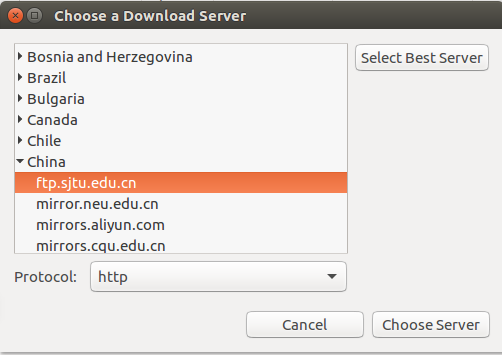 Choose a Download Server
Bosnia and Herzegovina
Brazil
Bulgaria
Canada
Chile
China
ftp.sjtu.edu.cn
mirror.neu.edu.cn
mirrors.aliyun.com
mirrors.cqu.edu.cn
Select Best Server
Protocol: http
Cancel Choose Server